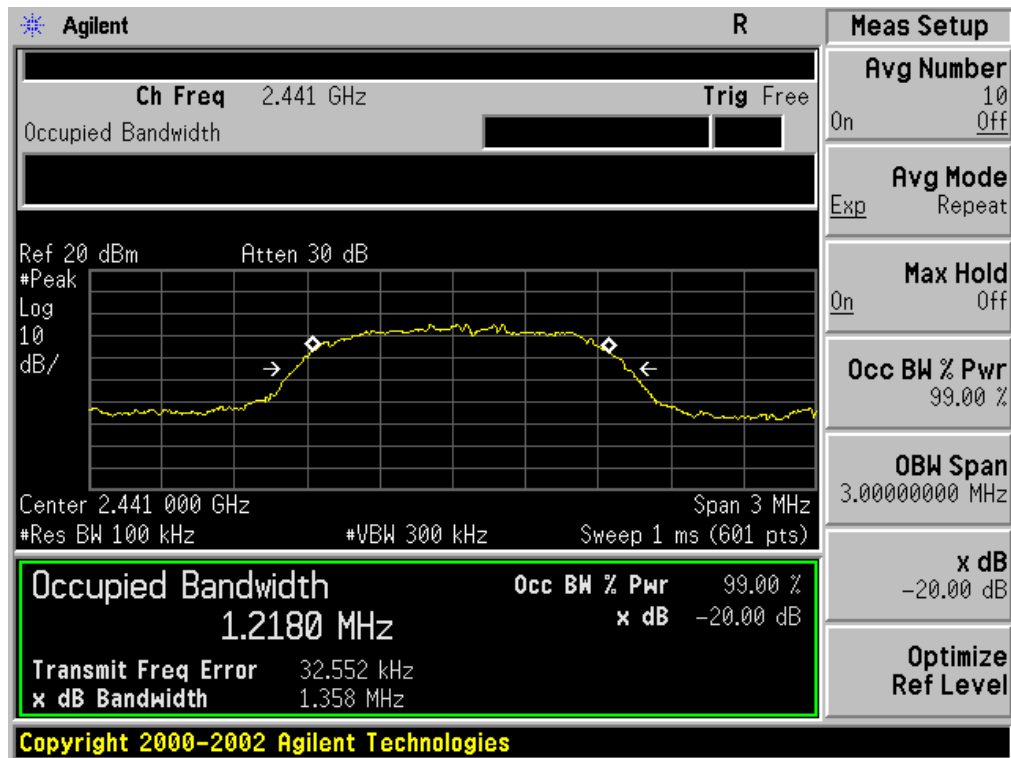 Agilent
R
Meas Setup
Ch Freq 2.441 GHz
Trig Free
Occupied Bandwidth
Ref 20 dBm
Atten 30 dB
#Peak
Log
10
dB/
Center 2.441 000 GHz
Span 3 MHz
#Res BW 100 kHz
#VBW 300 kHz
Sweep 1 ms (601 pts)
Occupied Bandwidth
1.2180 MHz
Occ BW % Pwr 99.00 %
x dB -20.00 dB
Transmit Freq Error 32.552 kHz
x dB Bandwidth 1.358 MHz
Copyright 2000-2002 Agilent Technologies
Avg Number
10
On Off
Avg Mode
Exp Repeat
Max Hold
On Off
Occ BW % Pwr
99.00 %
OBW Span
3.00000000 MHz
x dB
-20.00 dB
Optimize
Ref Level